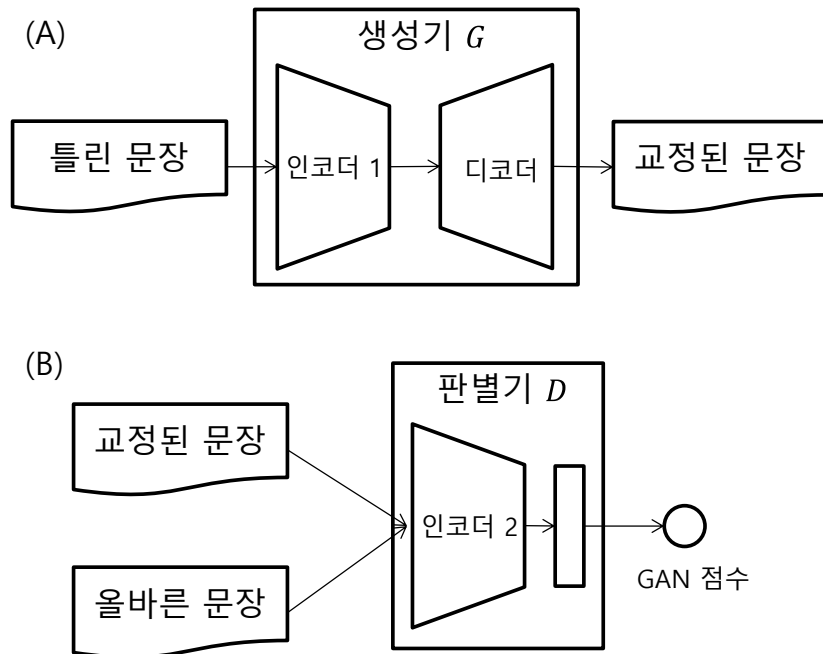 (A)
생성기 G
틀린 문장
인코더 1
디코더
교정된 문장
(B)
판별기 D
교정된 문장
인코더 2
올바른 문장
GAN 점수